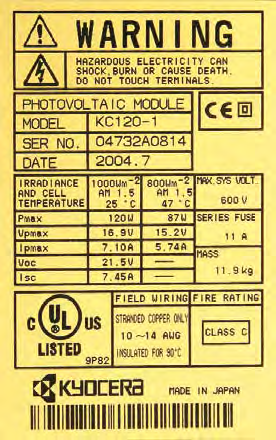 WARNING
HAZARDOUS ELECTRICITY CAN
SHOCK, BURN OR CAUSE DEATH.
DO NOT TOUCH TERMINALS.
PHOTOVOLTAIC MODULE
MODEL KC120-1
SER NO. 04732A0814
DATE 2004.7
CE
IRRADIANCE AND CELL TEMPERATURE 1000Wm-2 AM 1.5 25 °C 800Wm-2 AM 1.5 47 °C
Pmax 120W 87W
Vpmax 16.9V 15.2V
Ipmax 7.10A 5.74A
Voc 21.5V —
Isc 7.45A —
MAX.SYS VOLT.
600 V
SERIES FUSE
11 A
MASS
11.9kg
C UL US
LISTED
9P82
FIELD WIRING
STRANDED COPPER ONLY
10~14 AWG
INSULATED FOR 90°C
FIRE RATING
CLASS C
KYOCERA MADE IN JAPAN